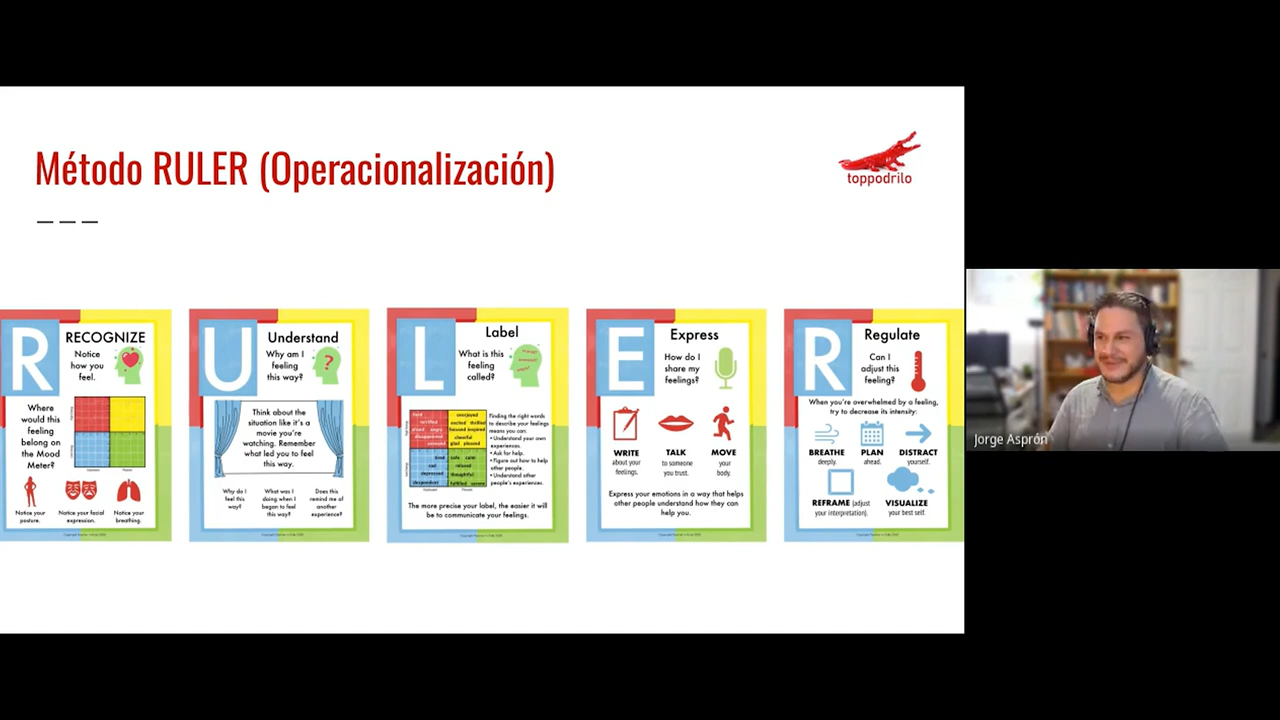 Método RULER (Operacionalización)
toppodrilo
R
RECOGNIZE
Notice
how you
feel.
Where
would this
feeling
belong on
the Mood
Meter?
Notice your
posture.
Notice your facial
expression.
Notice your
breathing.
U
Understand
Why am I
feeling
this way?
?
Think about the
situation like it's a
movie you're
watching. Remember
what led you to feel
this way.
Why do I
feel this
way?
What was I
doing when I
began to feel
this way?
Does this
remind me of
another
experience?
L
Label
What is this
feeling
called?
Finding the right words
to describe your feelings
means you can:
• Understand your own
experiences.
• Ask for help.
• Figure out how to help
other people.
• Understand other
people's experiences.
The more precise your label, the easier it will
be to communicate your feelings.
E
Express
How do I
share my
feelings?
WRITE
about your
feelings.
TALK
to someone
you trust.
MOVE
your
body.
Express your emotions in a way that helps
other people understand how they can
help you.
R
Regulate
Can I
adjust this
feeling?
When you're overwhelmed by a feeling,
try to decrease its intensity:
BREATHE
deeply.
PLAN
ahead.
DISTRACT
yourself.
REFRAME (adjust
your interpretation).
VISUALIZE
your best self.
Jorge Asprón